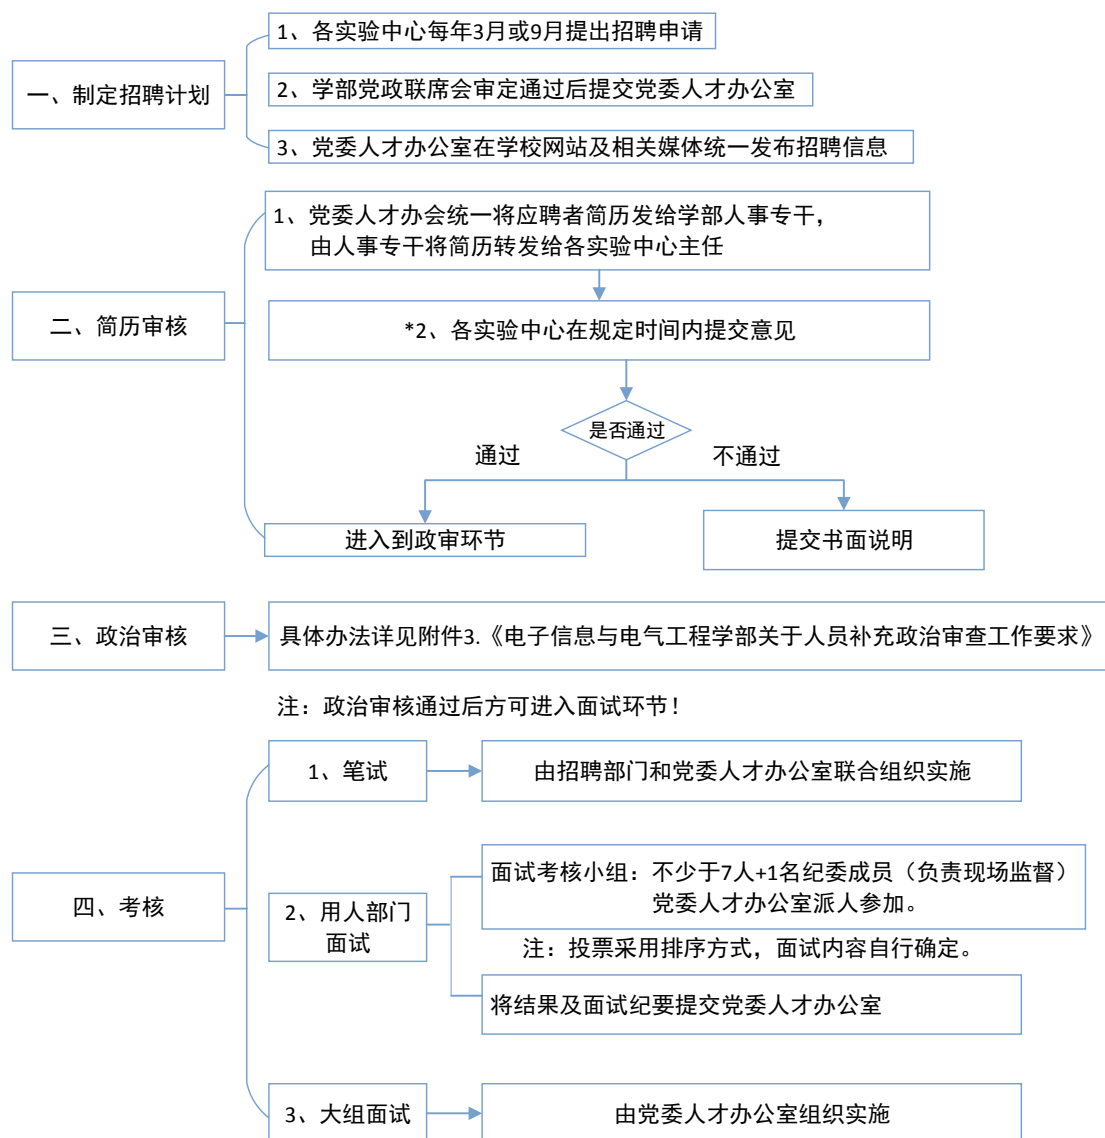 一、制定招聘计划
1、各实验中心每年3月或9月提出招聘申请
2、学部党政联席会审定通过后提交党委人才办公室
3、党委人才办公室在学校网站及相关媒体统一发布招聘信息
二、简历审核
1、党委人才办会统一将应聘者简历发给学部人事专干，
由人事专干将简历转发给各实验中心主任
*2、各实验中心在规定时间内提交意见
是否通过
通过
不通过
进入到政审环节
提交书面说明
三、政治审核
具体办法详见附件3.《电子信息与电气工程学部关于人员补充政治审查工作要求》
注：政治审核通过后方可进入面试环节！
四、考核
1、笔试
由招聘部门和党委人才办公室联合组织实施
2、用人部门
面试
面试考核小组：不少于7人+1名纪委成员（负责现场监督）
党委人才办公室派人参加。
注：投票采用排序方式，面试内容自行确定。
将结果及面试纪要提交党委人才办公室
3、大组面试
由党委人才办公室组织实施